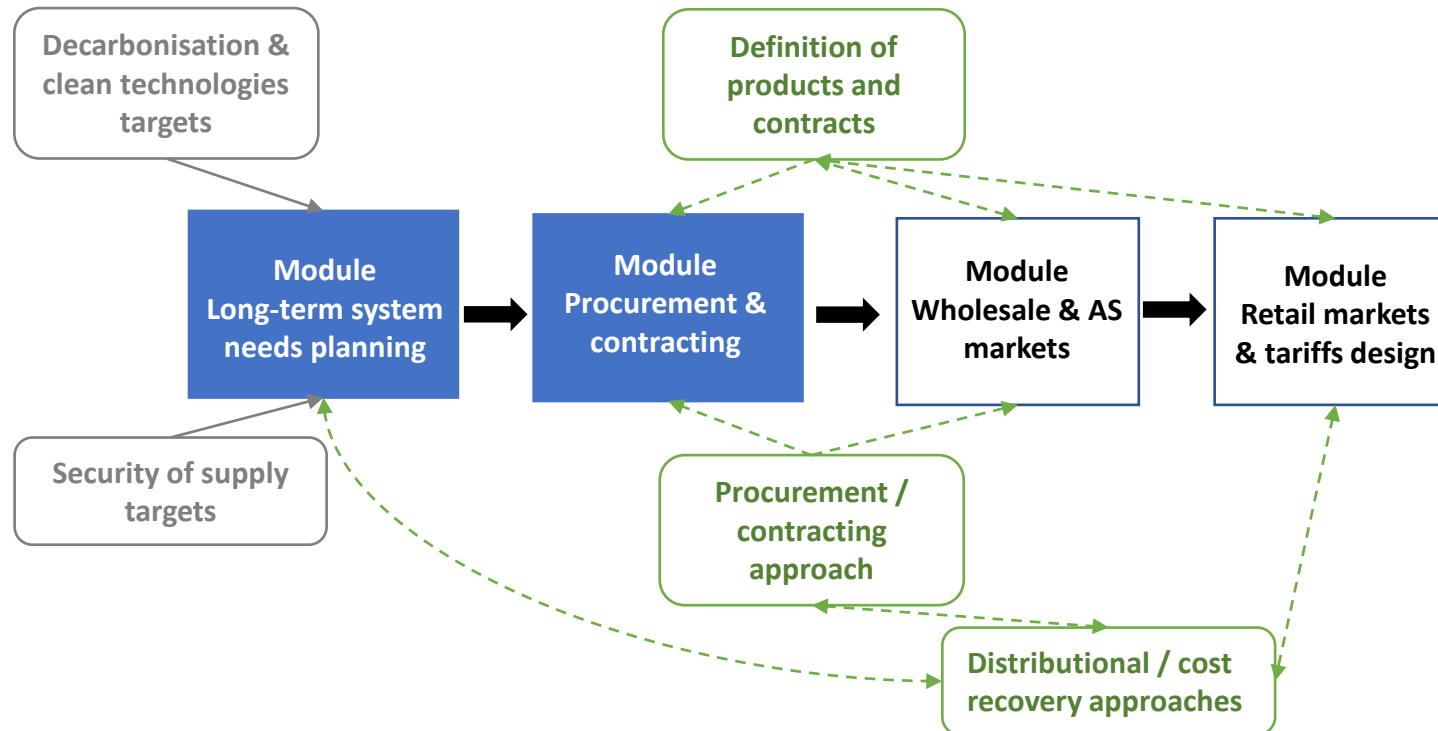 Decarbonisation &
clean technologies
targets
Definition of
products and
contracts
Module
Long-term system
needs planning
Module
Procurement &
contracting
Module
Wholesale & AS
markets
Module
Retail markets
& tariffs design
Security of supply
targets
Procurement /
contracting
approach
Distributional / cost
recovery approaches